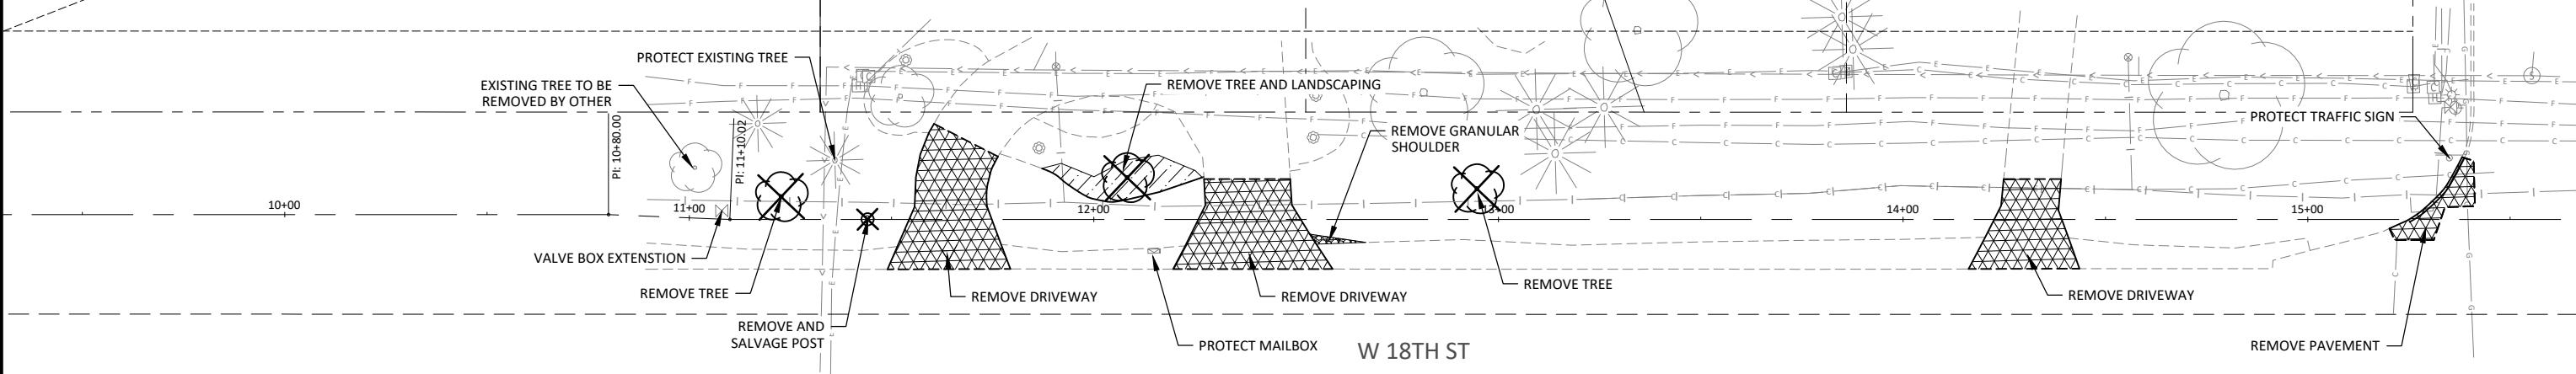 PROTECT EXISTING TREE
EXISTING TREE TO BE
REMOVED BY OTHER
REMOVE TREE AND LANDSCAPING
REMOVE GRANULAR
SHOULDER
PROTECT TRAFFIC SIGN
PI: 10+80.00
PI: 11+10.02
10+00
11+00
12+00
13+00
14+00
15+00
VALVE BOX EXTENSTION
REMOVE TREE
REMOVE DRIVEWAY
REMOVE DRIVEWAY
REMOVE TREE
REMOVE DRIVEWAY
REMOVE AND
SALVAGE POST
PROTECT MAILBOX
W 18TH ST
REMOVE PAVEMENT